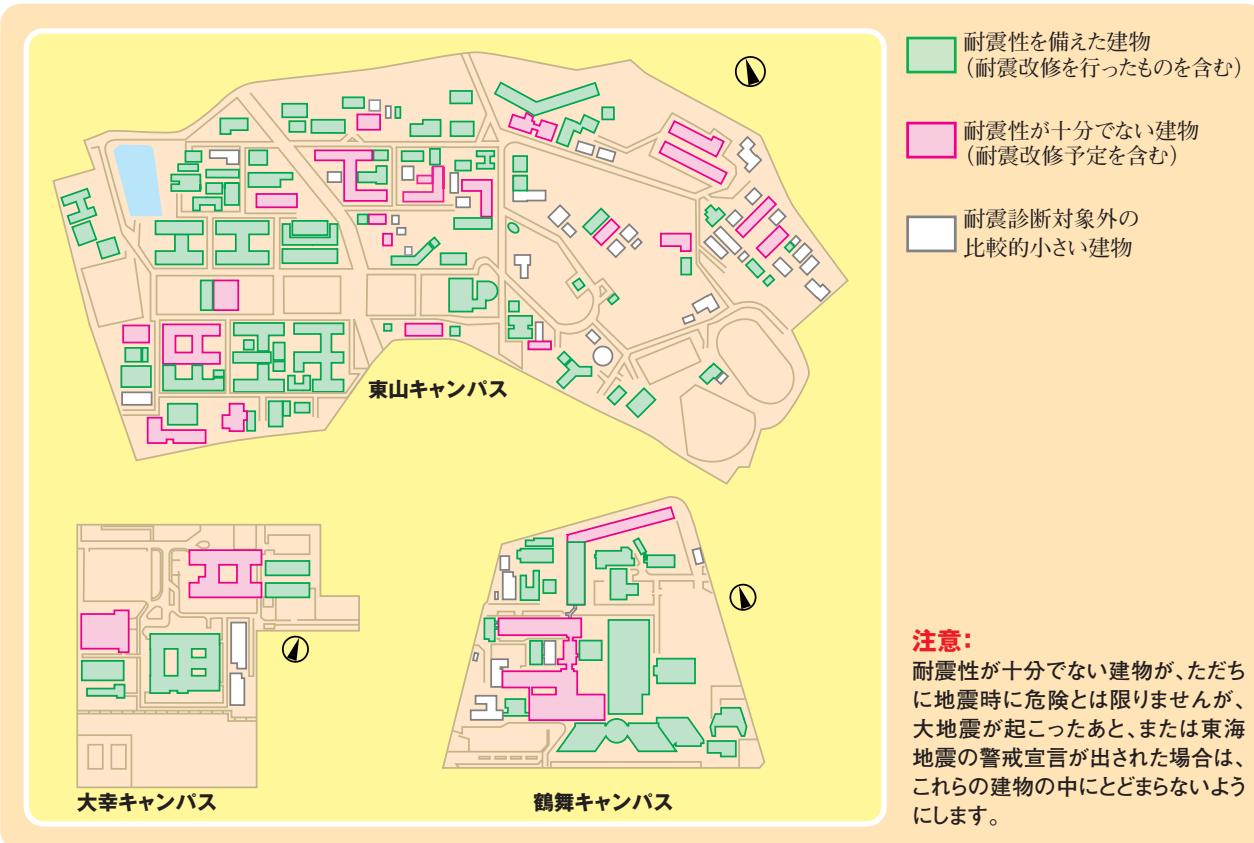 耐震性を備えた建物
（耐震改修を行ったものを含む）
耐震性が十分でない建物
（耐震改修予定を含む）
耐震診断対象外の
比較的小さい建物
東山キャンパス
大幸キャンパス
鶴舞キャンパス
注意：
耐震性が十分でない建物が、ただち
に地震時に危険とは限りませんが、
大地震が起こったあと、または東海
地震の警戒宣言が出された場合は、
これらの建物の中にとどまらないよう
にします。